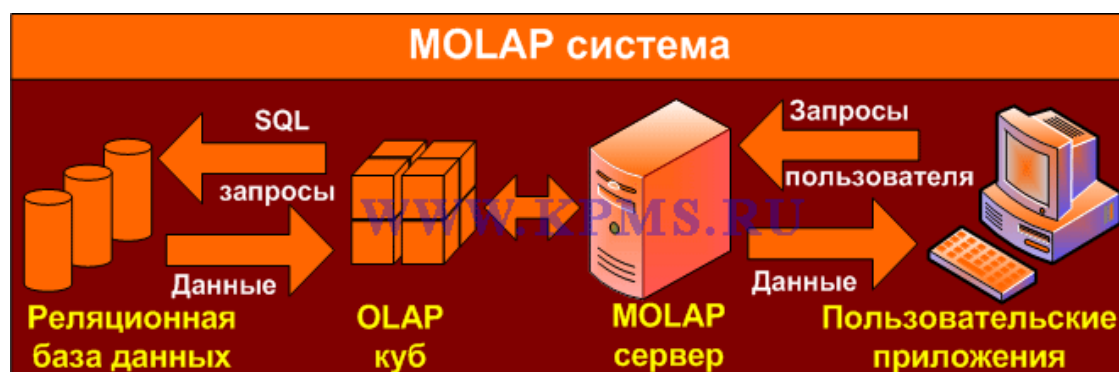 MOLAP система
SQL
запросы
Данные
Запросы
пользователя
Данные
WWW.KPMS.RU
Реляционная
база данных
OLAP
куб
MOLAP
сервер
Пользовательские
приложения